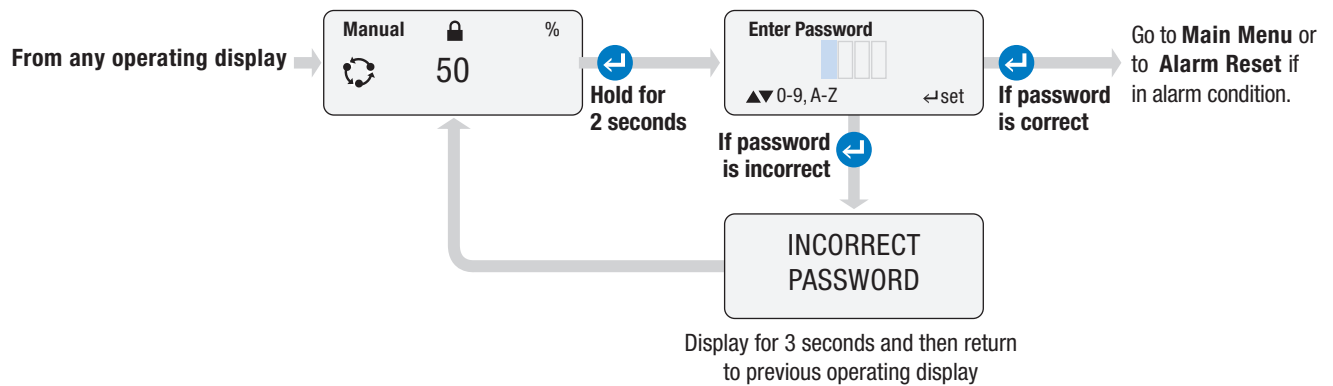 From any operating display
Manual %
50
Hold for
2 seconds
Enter Password
▲▼ 0-9, A-Z ↵set
If password
is correct
Go to Main Menu or
to Alarm Reset if
in alarm condition.
If password
is incorrect
INCORRECT
PASSWORD
Display for 3 seconds and then return
to previous operating display